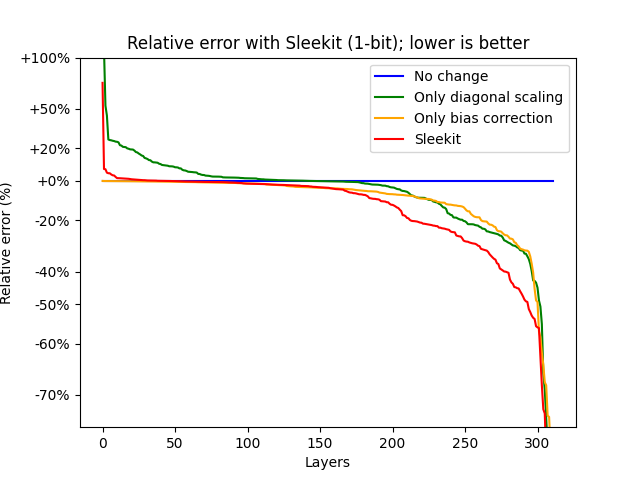 Relative error with Sleekit (1-bit); lower is better
No change
Only diagonal scaling
Only bias correction
Sleekit
Relative error (%)
+100%
+50%
+20%
+0%
-20%
-40%
-50%
-60%
-70%
0 50 100 150 200 250 300
Layers